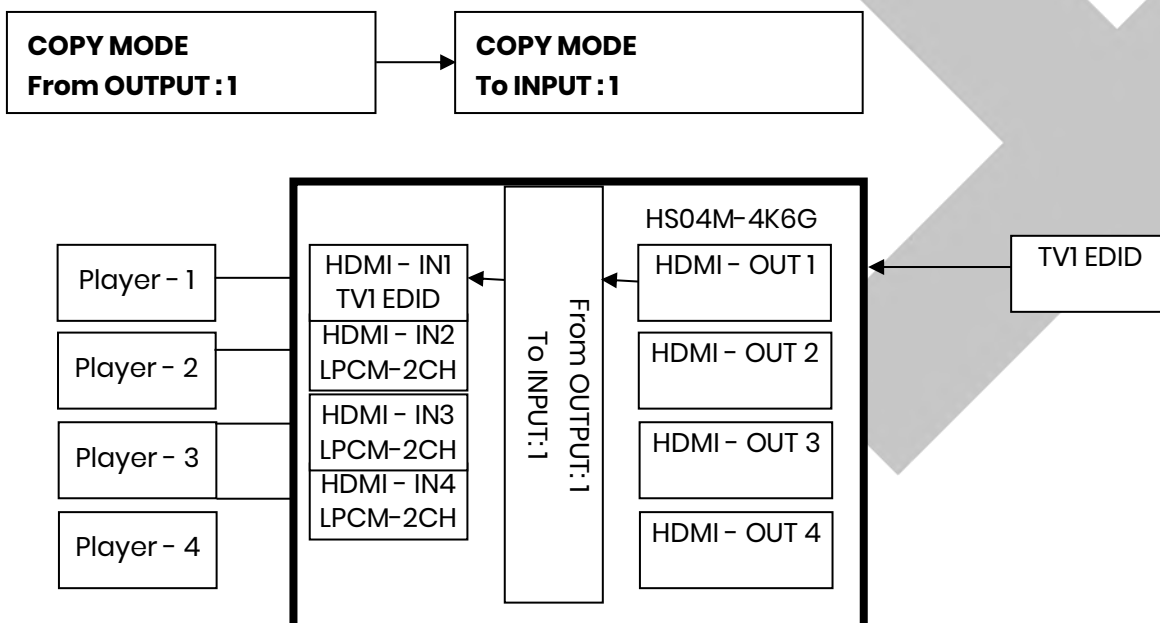 COPY MODE
From OUTPUT : 1
COPY MODE
To INPUT : 1
HS04M-4K6G
Player - 1
Player - 2
Player - 3
Player - 4
HDMI - IN1
TV1 EDID
HDMI - IN2
LPCM-2CH
HDMI - IN3
LPCM-2CH
HDMI - IN4
LPCM-2CH
From OUTPUT: 1
To INPUT: 1
HDMI - OUT 1
HDMI - OUT 2
HDMI - OUT 3
HDMI - OUT 4
TV1 EDID